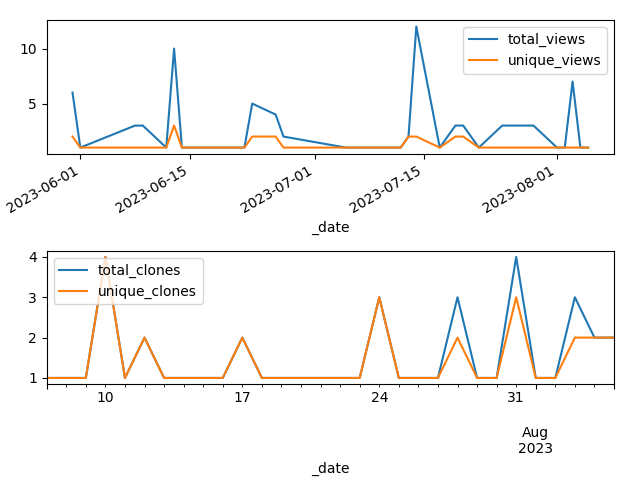 10
5
total_views
unique_views
2023-06-01
2023-06-15
2023-07-01
2023-07-15
2023-08-01
_date
4
3
2
1
total_clones
unique_clones
10
17
24
31
Aug
2023
_date